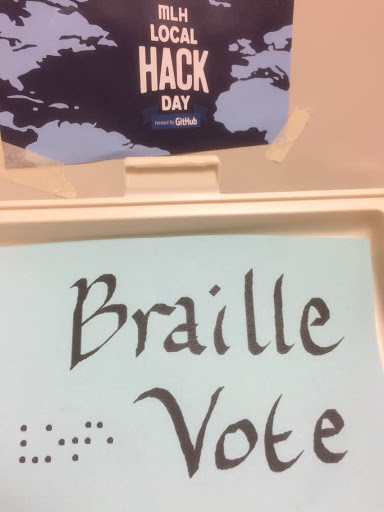 MLH
LOCAL
HACK
DAY
Hosted By GitHub
Braille
⠧⠕⠞⠑ Vote